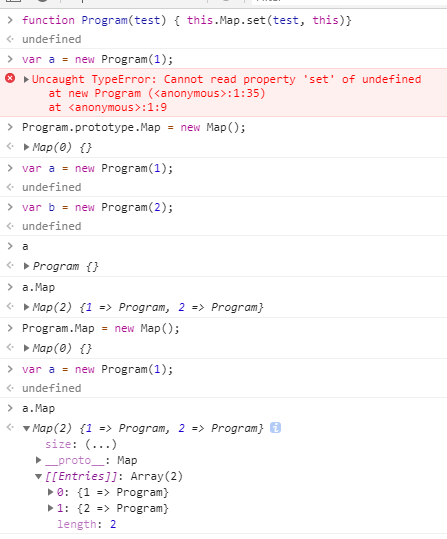 function Program(test) { this.Map.set(test, this)}
undefined
var a = new Program(1);
Uncaught TypeError: Cannot read property 'set' of undefined
at new Program (<anonymous>:1:35)
at <anonymous>:1:9
Program.prototype.Map = new Map();
Map(0) {}
var a = new Program(1);
undefined
var b = new Program(2);
undefined
a
Program {}
a.Map
Map(2) {1 => Program, 2 => Program}
Program.Map = new Map();
Map(0) {}
var a = new Program(1);
undefined
a.Map
Map(2) {1 => Program, 2 => Program}
size: (...)
__proto__: Map
[[Entries]]: Array(2)
0: {1 => Program}
1: {2 => Program}
length: 2